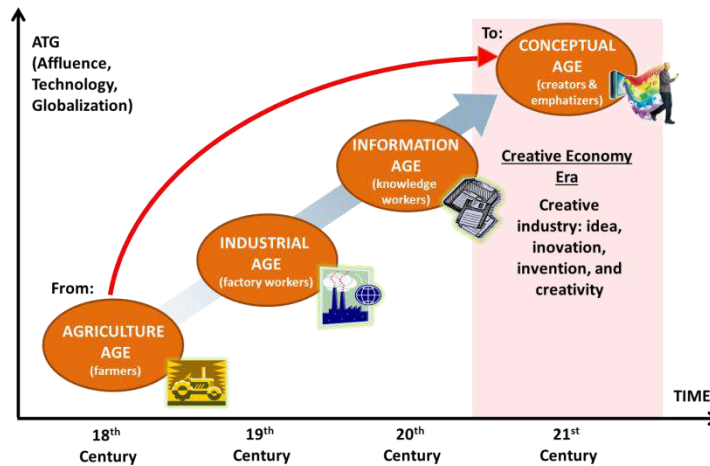 ATG
(Affluence,
Technology,
Globalization)
To:
CONCEPTUAL
AGE
(creators &
emphatizers)
INFORMATION
AGE
(knowledge
workers)
Creative Economy
Era
Creative
industry: idea,
inovation,
invention, and
creativity
INDUSTRIAL
AGE
(factory workers)
From:
AGRICULTURE
AGE
(farmers)
TIME
18th
Century
19th
Century
20th
Century
21st
Century